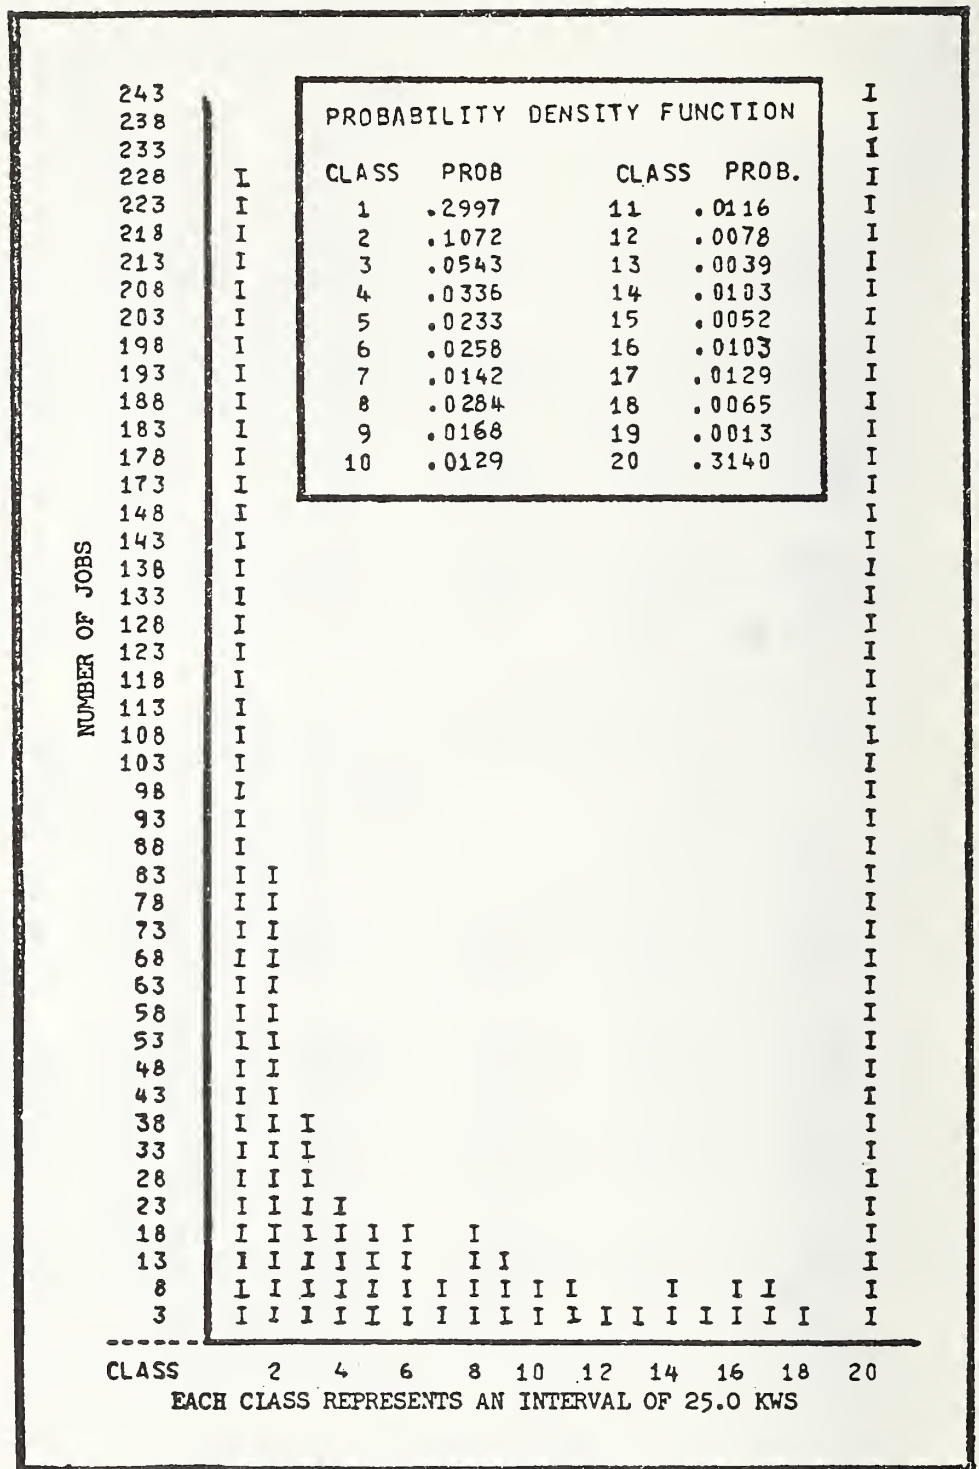 243 I
238 PROBABILITY DENSITY FUNCTION I
233 I
228 I CLASS PROB CLASS PROB. I
223 I 1 .2997 11 .0116 I
218 I 2 .1072 12 .0078 I
213 I 3 .0543 13 .0039 I
208 I 4 .0336 14 .0103 I
203 I 5 .0233 15 .0052 I
198 I 6 .0258 16 .0103 I
193 I 7 .0142 17 .0129 I
188 I 8 .0284 18 .0065 I
183 I 9 .0168 19 .0013 I
178 I 10 .0129 20 .3140 I
173 I I
148 I I
143 I I
138 I I
133 I I
128 I I
123 I I
118 I I
113 I I
108 I I
103 I I
98 I I
93 I I
88 I I
83 I I I
78 I I I
73 I I I
68 I I I
63 I I I
58 I I I
53 I I I
48 I I I
43 I I I
38 I I I I
33 I I I I
28 I I I I
23 I I I I I
18 I I I I I I I I
13 I I I I I I I I I
8 I I I I I I I I I I I I I I I
3 I I I I I I I I I I I I I I I I I I I
NUMBER OF JOBS
------
CLASS 2 4 6 8 10 12 14 16 18 20
EACH CLASS REPRESENTS AN INTERVAL OF 25.0 KWS